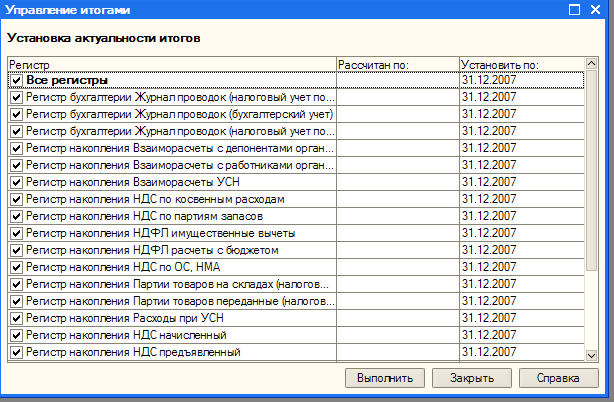 Управление итогами
Установка актуальности итогов
Регистр Рассчитан по: Установить по:
Все регистры 31.12.2007
Регистр бухгалтерии Журнал проводок (налоговый учет по... 31.12.2007
Регистр бухгалтерии Журнал проводок (бухгалтерский учет) 31.12.2007
Регистр бухгалтерии Журнал проводок (налоговый учет по... 31.12.2007
Регистр накопления Взаиморасчеты с депонентами орган... 31.12.2007
Регистр накопления Взаиморасчеты с работниками орган... 31.12.2007
Регистр накопления Взаиморасчеты УСН 31.12.2007
Регистр накопления НДС по косвенным расходам 31.12.2007
Регистр накопления НДС по партиям запасов 31.12.2007
Регистр накопления НДФЛ имущественные вычеты 31.12.2007
Регистр накопления НДФЛ расчеты с бюджетом 31.12.2007
Регистр накопления НДС по ОС, НМА 31.12.2007
Регистр накопления Партии товаров на складах (налогов... 31.12.2007
Регистр накопления Партии товаров переданные (налогов... 31.12.2007
Регистр накопления Расходы при УСН 31.12.2007
Регистр накопления НДС начисленный 31.12.2007
Регистр накопления НДС предъявленный 31.12.2007
Выполнить Закрыть Справка